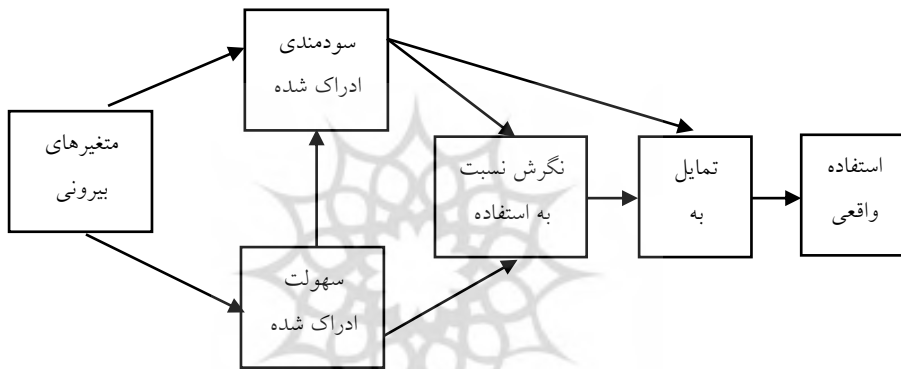 سودمندی
ادراک شده
متغیرهای
بیرونی
نگرش نسبت
به استفاده
تمایل
به
استفاده
واقعی
سهولت
ادراک شده